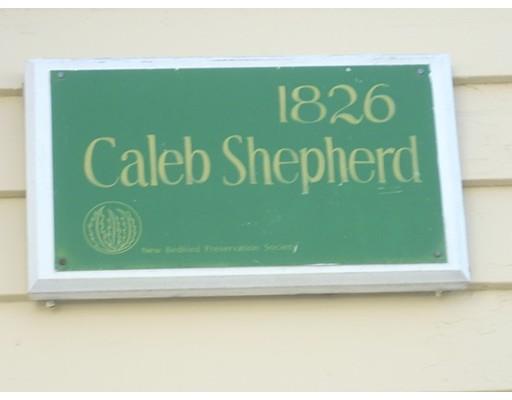 1826
Caleb Shepherd
New Bedford Preservation Society